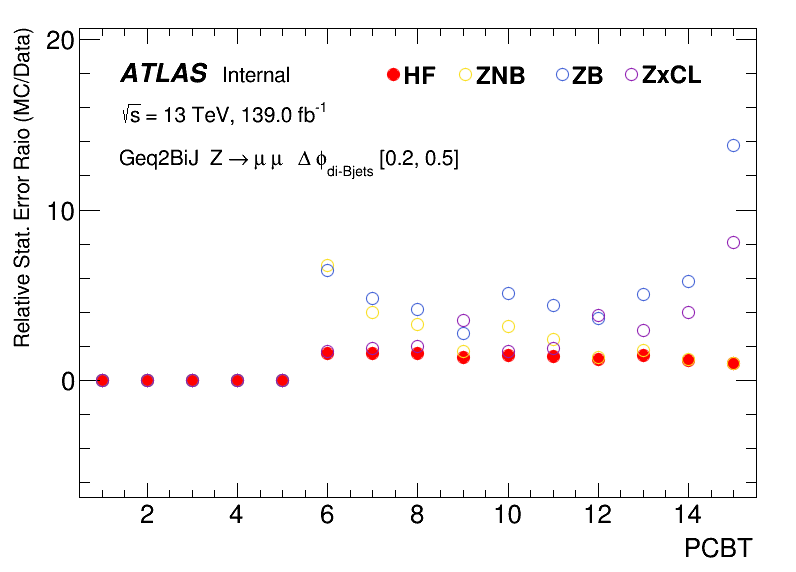 Relative Stat. Error Raio (MC/Data)
20
10
0
ATLAS Internal
HF ZNB ZB ZxCL
√s = 13 TeV, 139.0 fb⁻¹
Geq2BiJ Z → μ μ Δ ϕ di-Bjets [0.2, 0.5]
2 4 6 8 10 12 14
PCBT